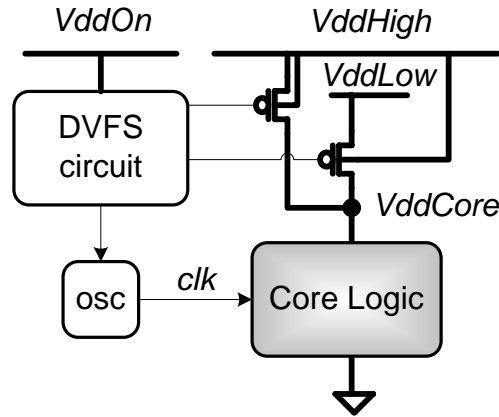 VddOn
VddHigh
VddLow
DVFS
circuit
VddCore
osc
clk
Core Logic